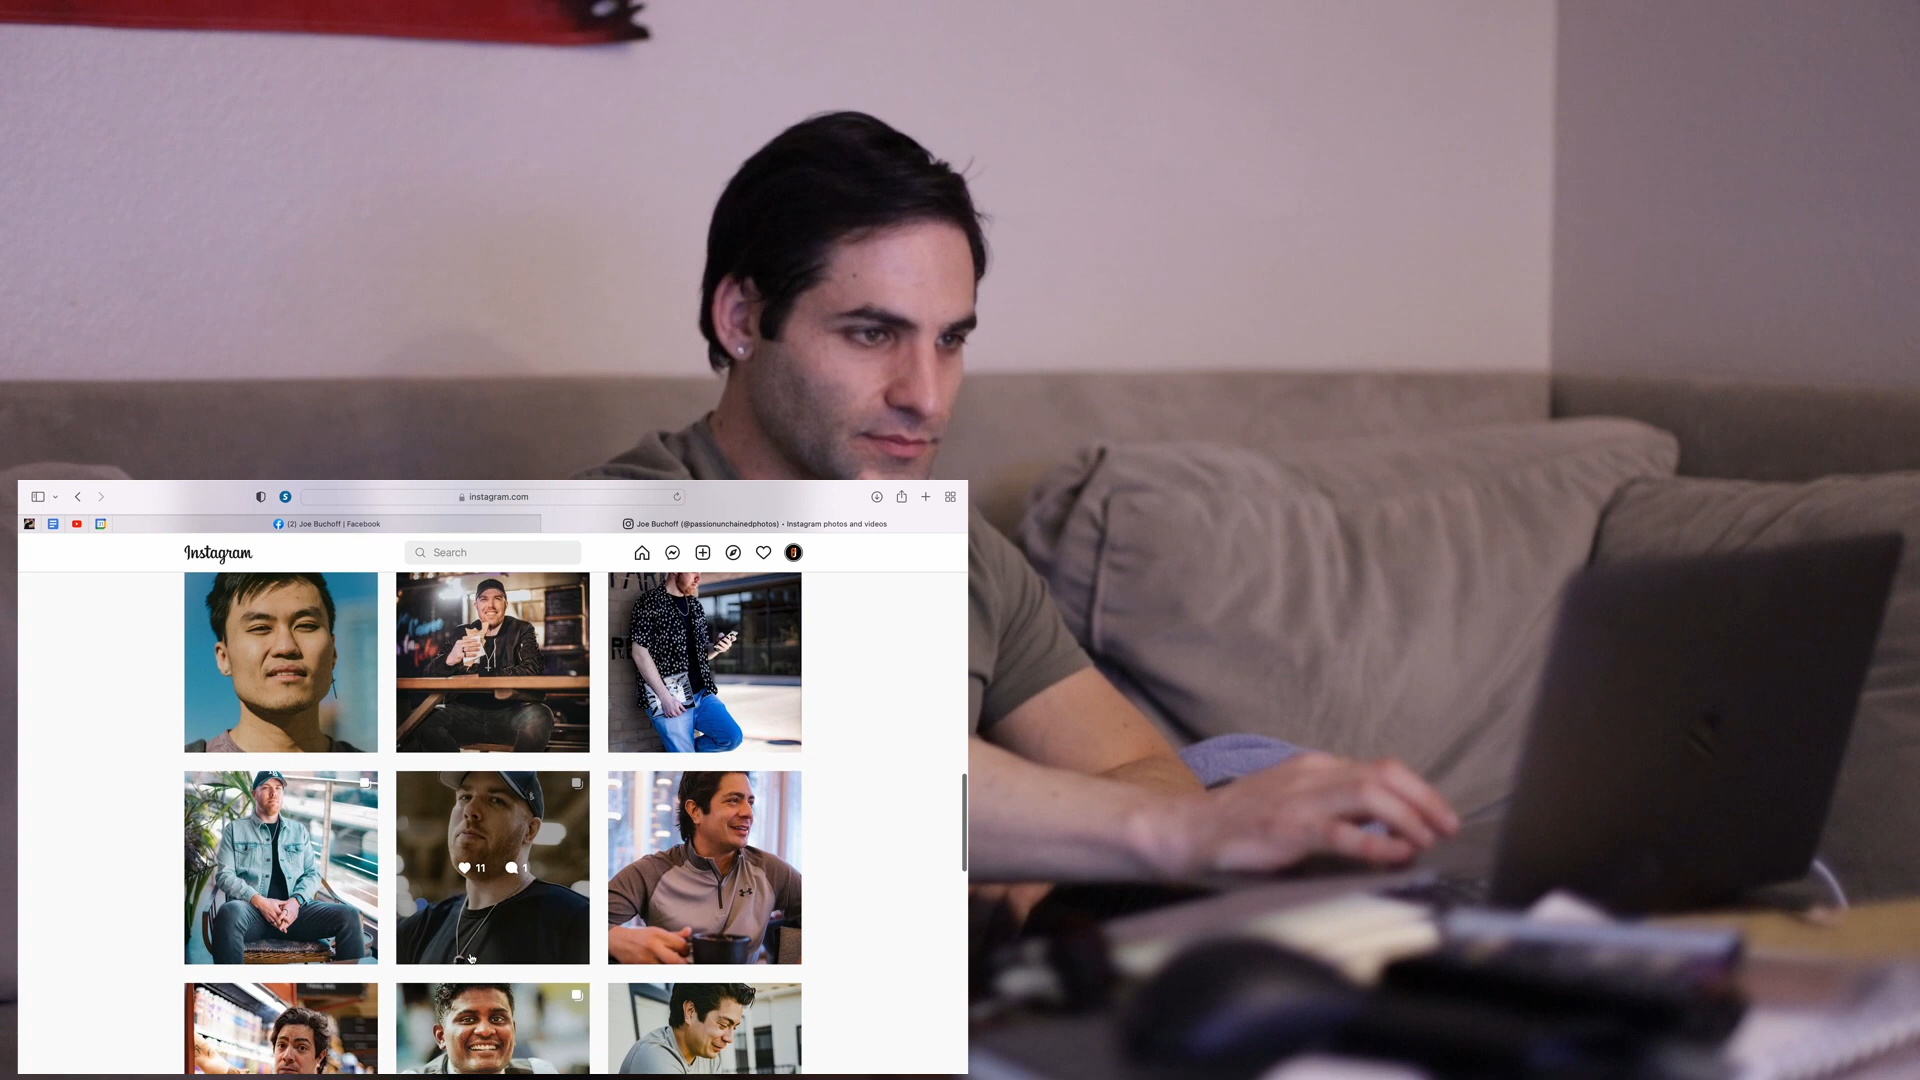 instagram.com
(2) Joe Buchoff | Facebook
Joe Buchoff (@passionunchainedphotos) • Instagram photos and videos
Instagram
Search
11
1